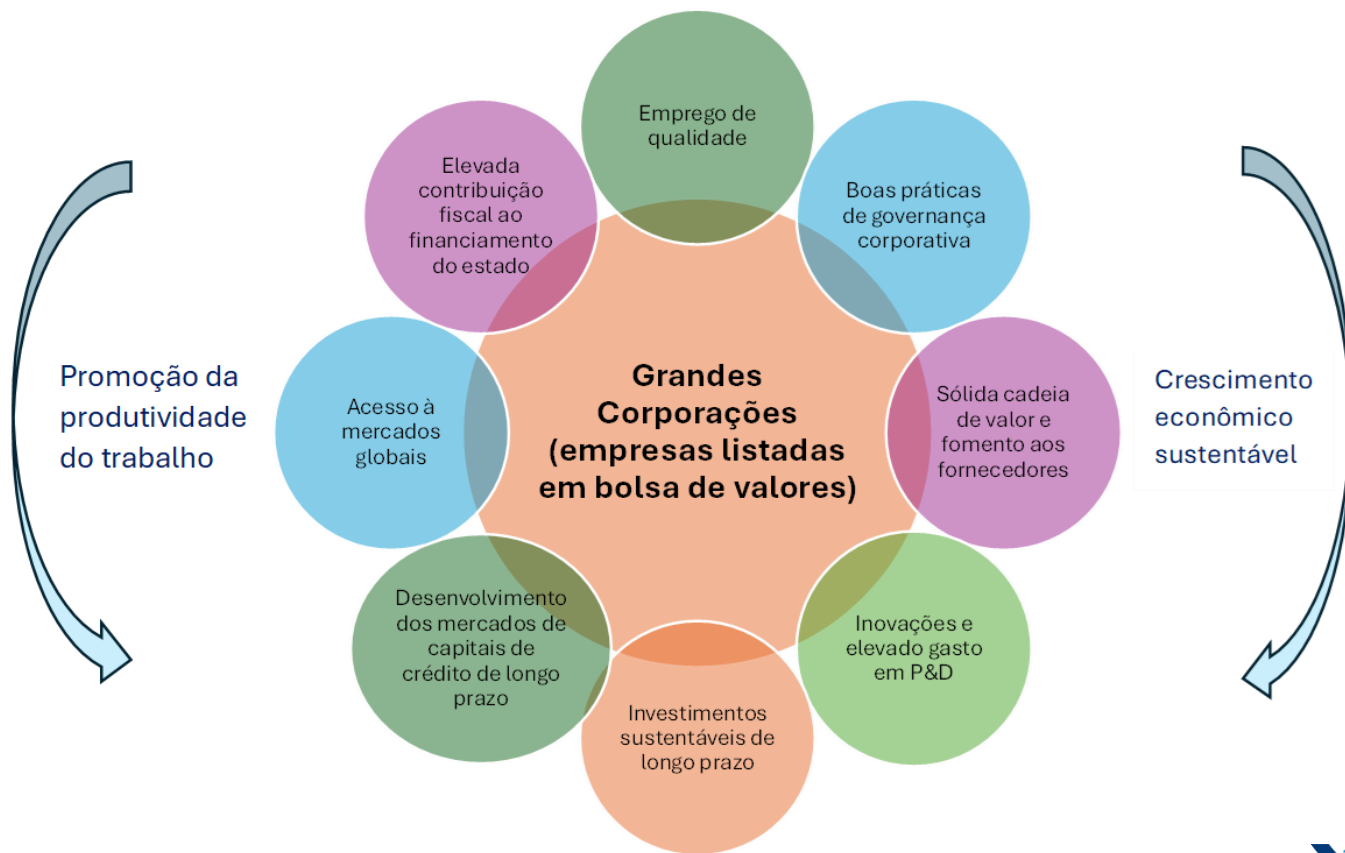 Emprego de
qualidade
Boas práticas
de governança
corporativa
Sólida cadeia
de valor e
fomento aos
fornecedores
Inovações e
elevado gasto
em P&D
Investimentos
sustentáveis de
longo prazo
Desenvolvimento
dos mercados de
capitais de
crédito de longo
prazo
Acesso à
mercados
globais
Elevada
contribuição
fiscal ao
financiamento
do estado
Grandes
Corporações
(empresas listadas
em bolsa de valores)
Promoção da
produtividade
do trabalho
Crescimento
econômico
sustentável